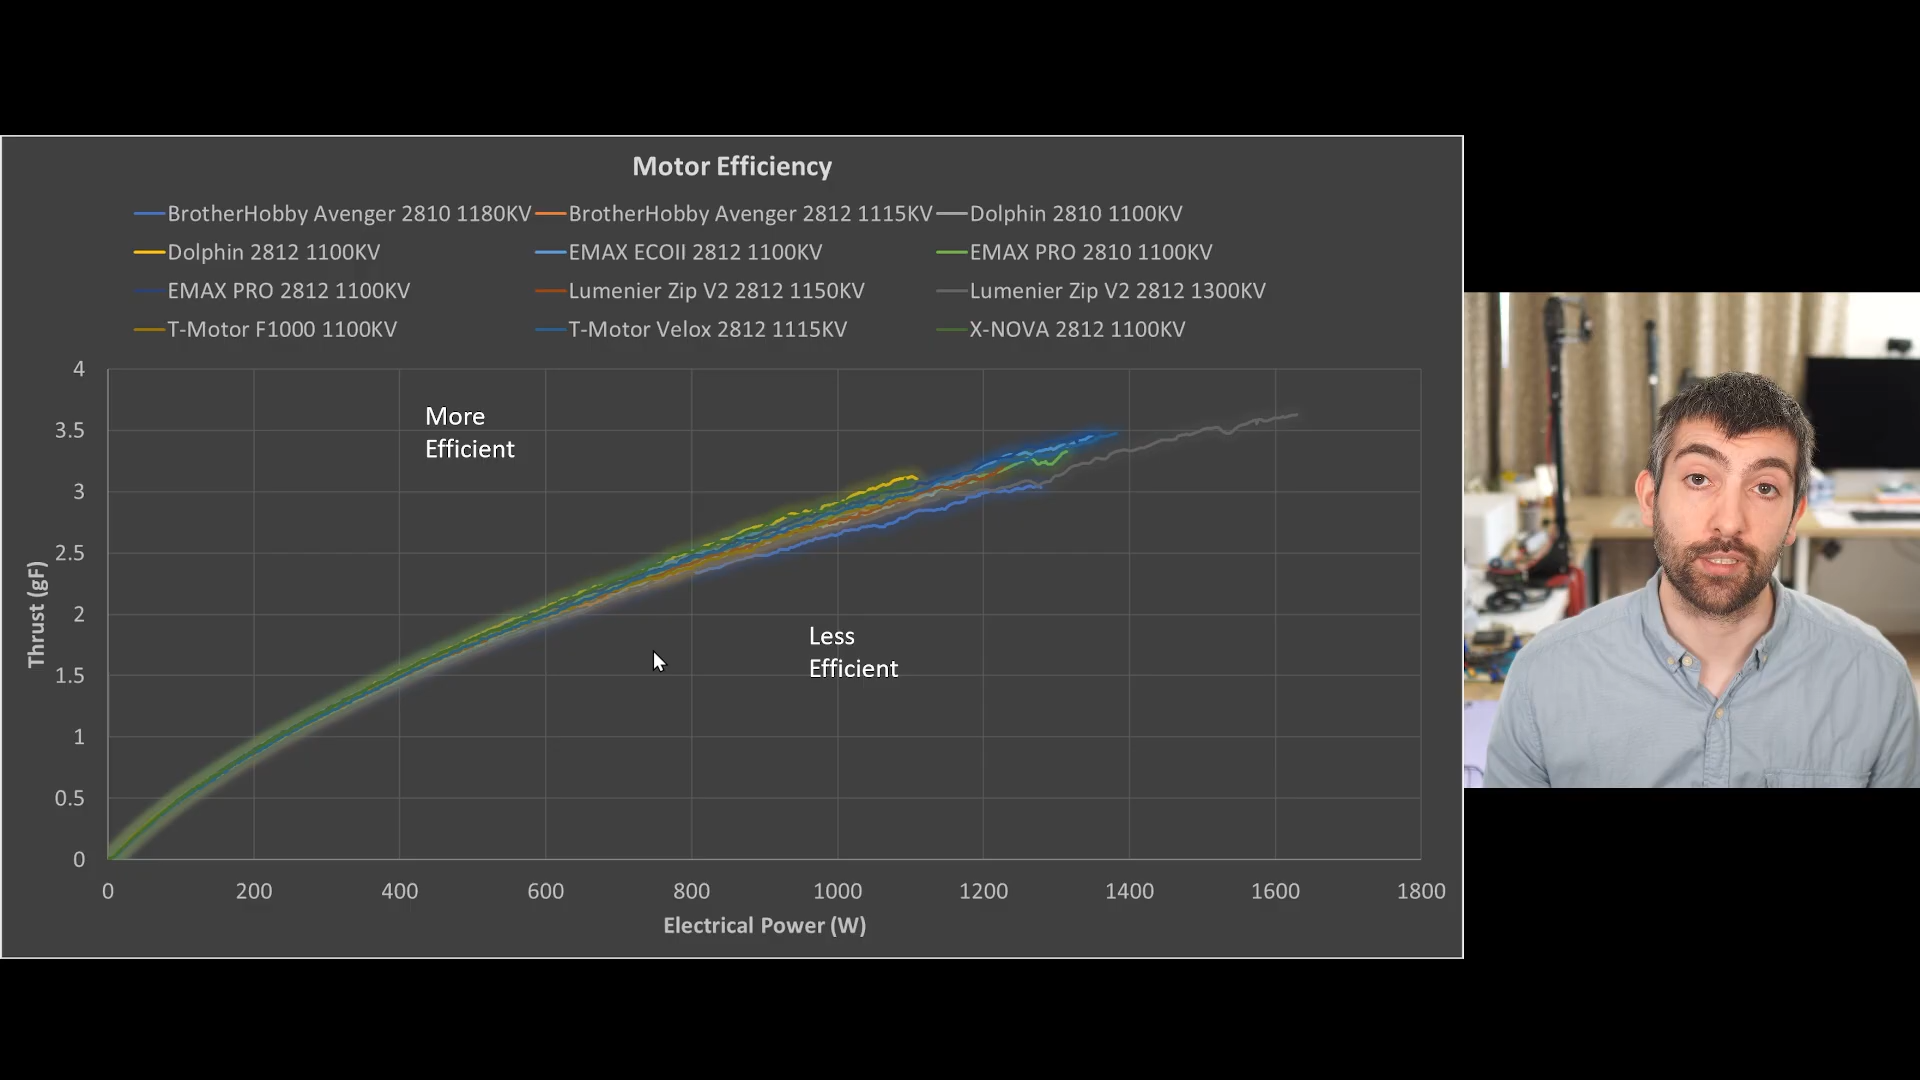 Motor Efficiency
BrotherHobby Avenger 2810 1180KV BrotherHobby Avenger 2812 1115KV Dolphin 2810 1100KV
Dolphin 2812 1100KV EMAX ECOII 2812 1100KV EMAX PRO 2810 1100KV
EMAX PRO 2812 1100KV Lumenier Zip V2 2812 1150KV Lumenier Zip V2 2812 1300KV
T-Motor F1000 1100KV T-Motor Velox 2812 1115KV X-NOVA 2812 1100KV
4
3.5
3
2.5
2
1.5
1
0.5
0
Thrust (gF)
More
Efficient
Less
Efficient
0 200 400 600 800 1000 1200 1400 1600 1800
Electrical Power (W)